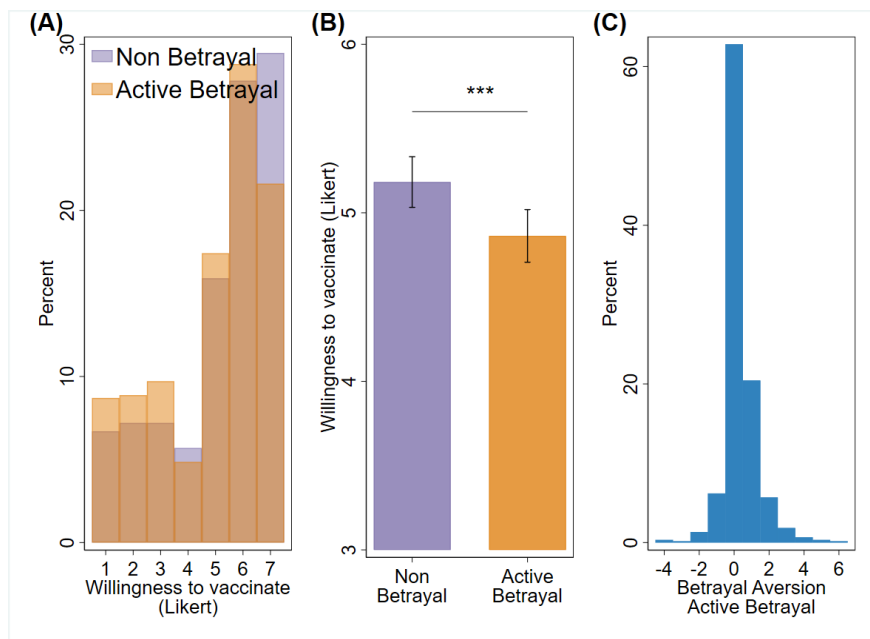 (A)
Non Betrayal
Active Betrayal
Percent
30
20
10
0
1 2 3 4 5 6 7
Willingness to vaccinate
(Likert)
(B)
***
Willingness to vaccinate (Likert)
6
5
4
3
Non
Betrayal
Active
Betrayal
(C)
Percent
60
40
20
0
-4 -2 0 2 4 6
Betrayal Aversion
Active Betrayal